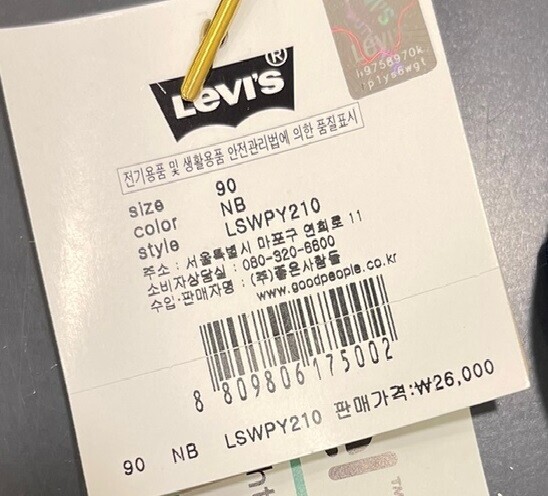 LEVI'S®
전기용품 및 생활용품 안전관리법에 의한 품질표시
size 90
color NB
style LSWPY210
주소 : 서울특별시 마포구 연희로 11
소비자상담실 : 080-320-6600
수입·판매자명 : (주)좋은사람들
www.goodpeople.co.kr
8 809806 175002
90 NB LSWPY210 판매가격:₩26,000
TM